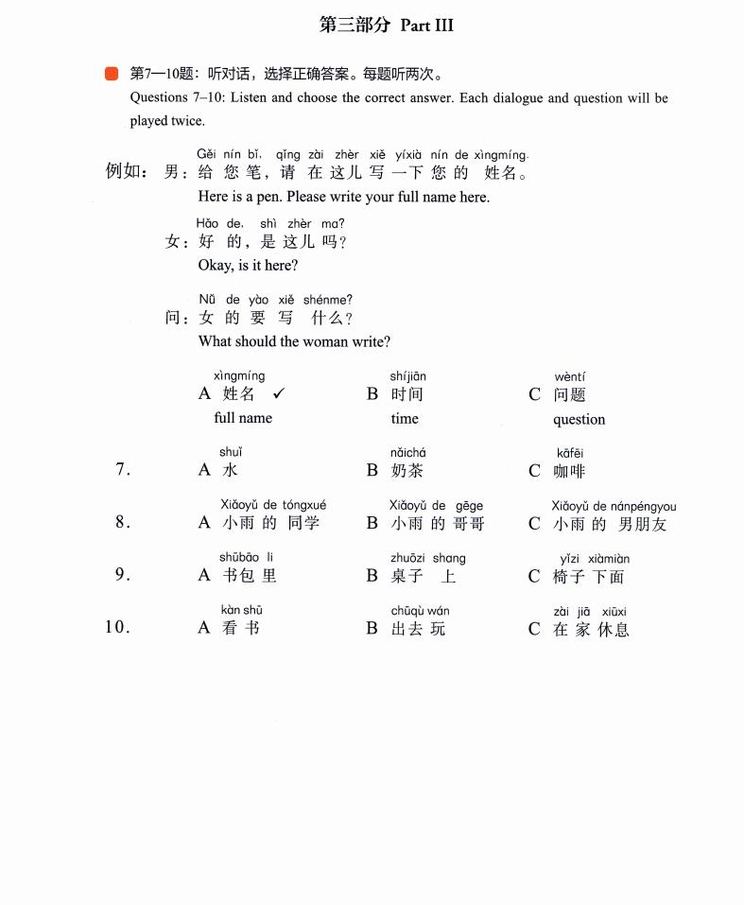 第三部分 Part III
第7—10题：听对话，选择正确答案。每题听两次。
Questions 7–10: Listen and choose the correct answer. Each dialogue and question will be
played twice.
Gěi nín bǐ, qǐng zài zhèr xiě yíxià nín de xìngmíng.
例如：男：给 您 笔，请 在 这儿 写 一下 您 的 姓名。
Here is a pen. Please write your full name here.
Hǎo de, shì zhèr ma?
女：好 的，是 这儿 吗？
Okay, is it here?
Nǚ de yào xiě shénme?
问：女 的 要 写 什么？
What should the woman write?
xìngmíng shíjiān wèntí
A 姓名 ✓ B 时间 C 问题
full name time question
shuǐ nǎichá kāfēi
7. A 水 B 奶茶 C 咖啡
Xiǎoyǔ de tóngxué Xiǎoyǔ de gēge Xiǎoyǔ de nánpéngyou
8. A 小雨 的 同学 B 小雨 的 哥哥 C 小雨 的 男朋友
shūbāo li zhuōzi shang yǐzi xiàmiàn
9. A 书包 里 B 桌子 上 C 椅子 下面
kàn shū chūqù wán zài jiā xiūxi
10. A 看 书 B 出去 玩 C 在 家 休息